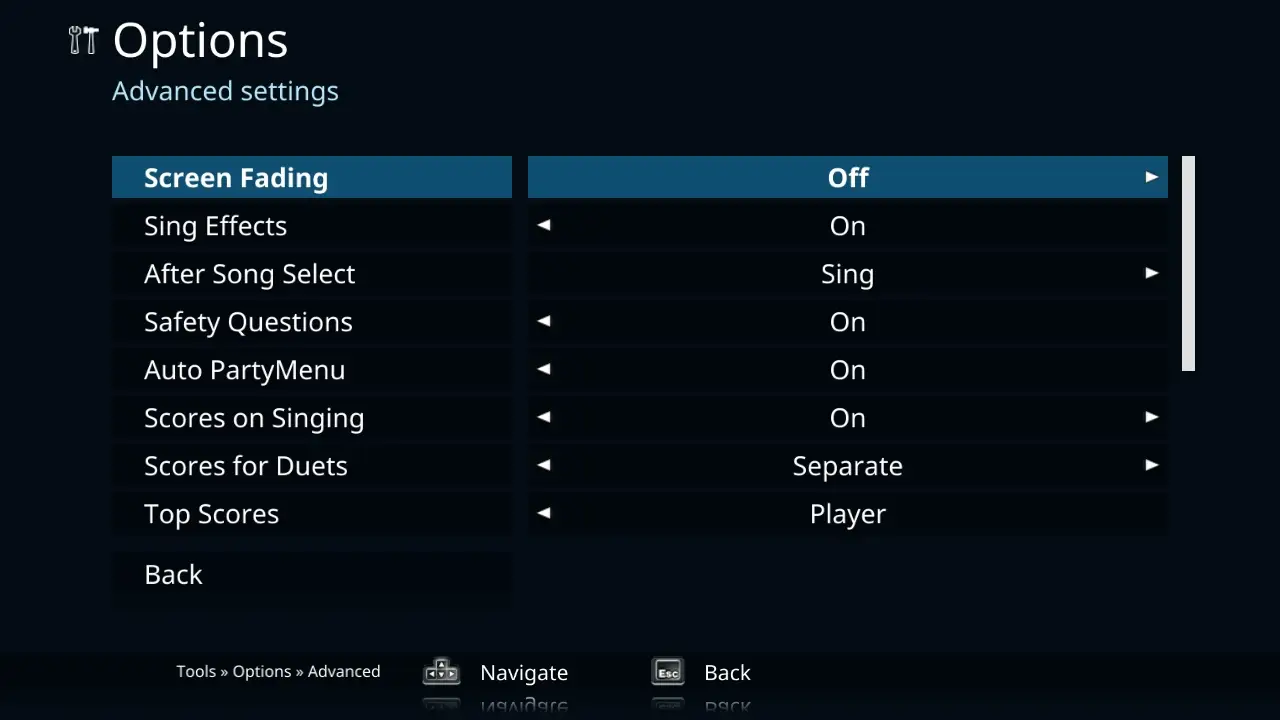 Options
Advanced settings
Screen Fading Off
Sing Effects On
After Song Select Sing
Safety Questions On
Auto PartyMenu On
Scores on Singing On
Scores for Duets Separate
Top Scores Player
Back
Tools » Options » Advanced Navigate Esc Back